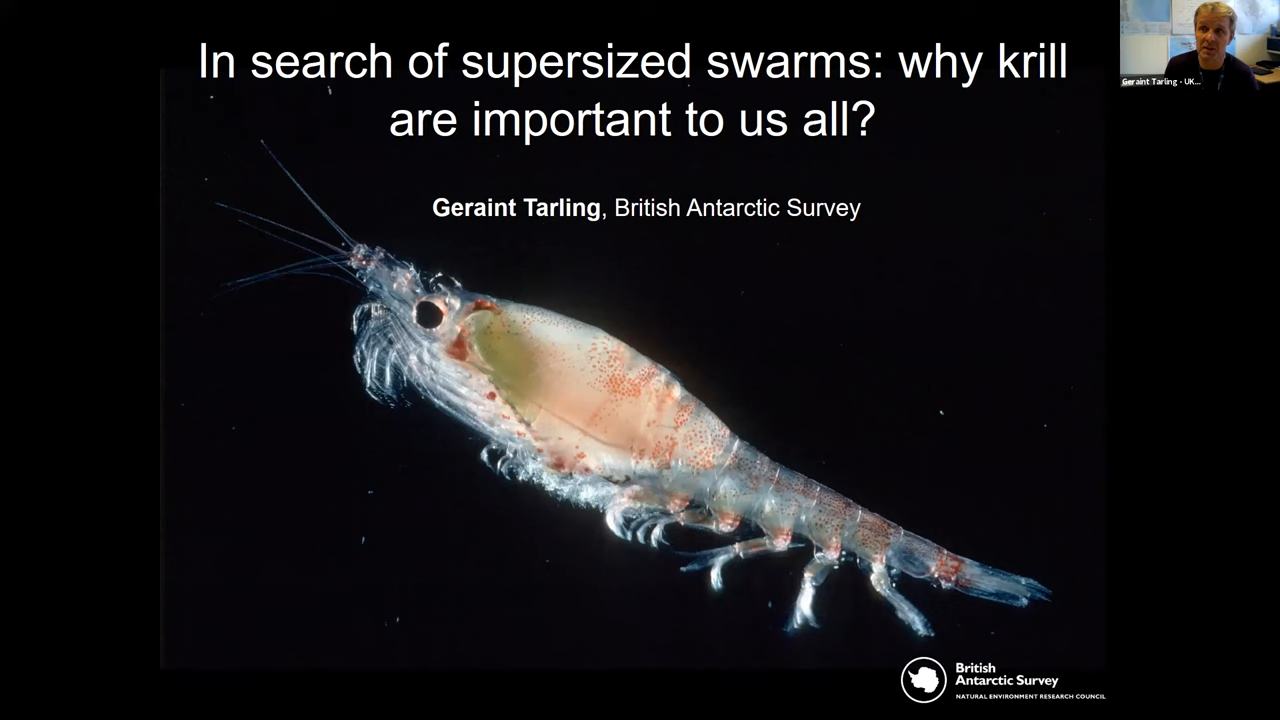 In search of supersized swarms: why krill
are important to us all?
Geraint Tarling, British Antarctic Survey
Geraint Tarling - UK...
British
Antarctic Survey
NATURAL ENVIRONMENT RESEARCH COUNCIL